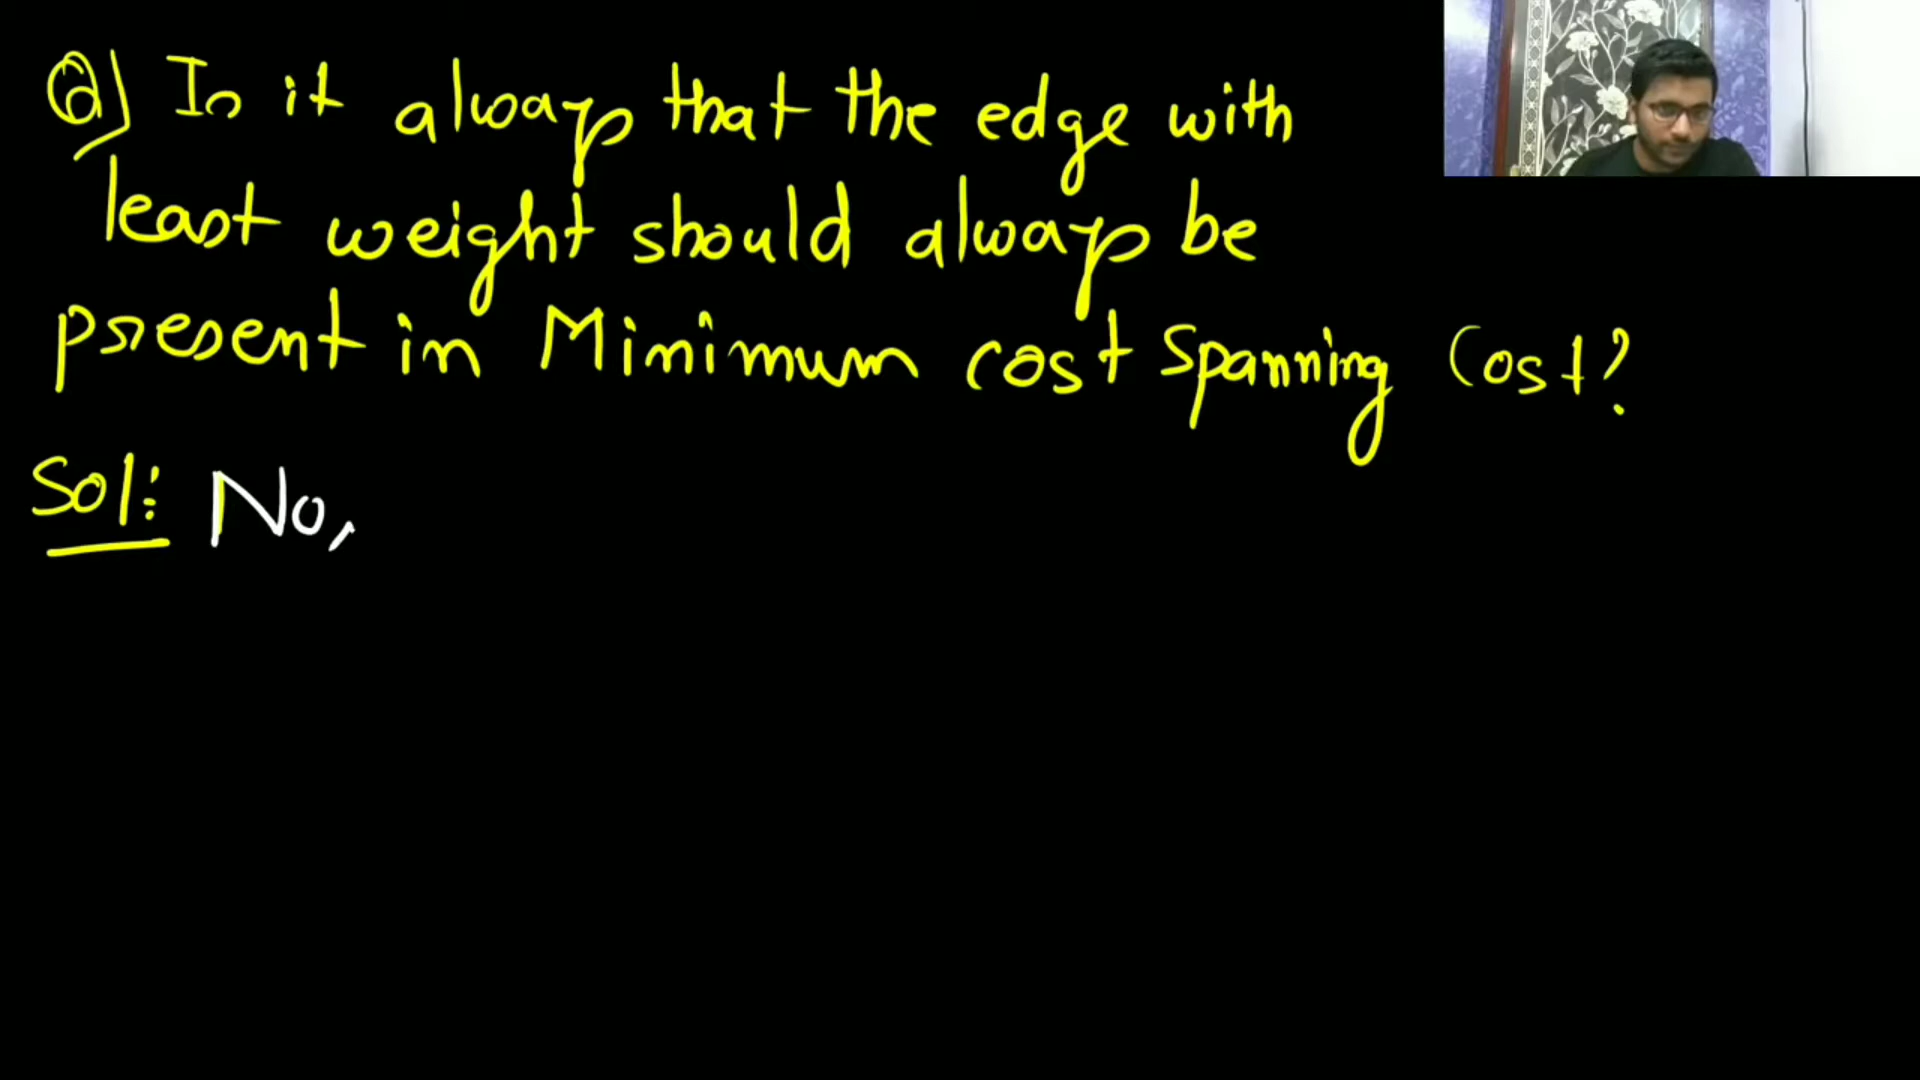 Q) Is it always that the edge with
least weight should always be
present in Minimum cost spanning Cost?
Sol: No,